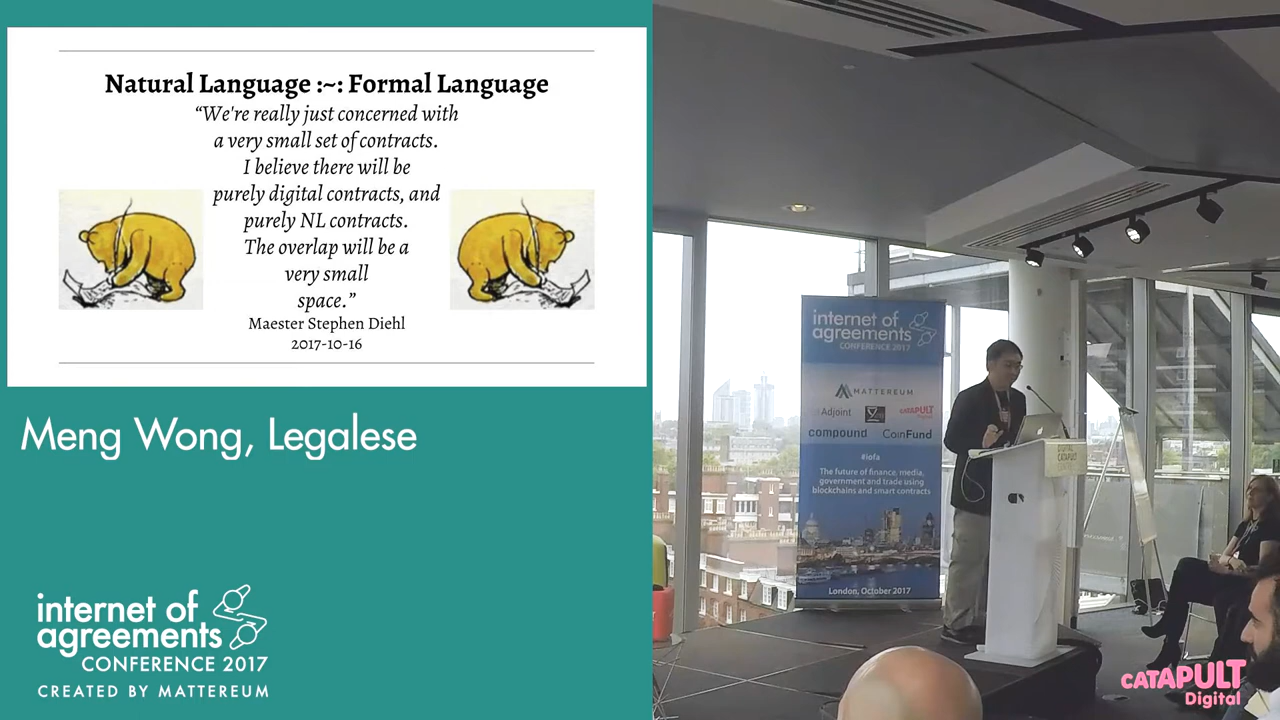 Natural Language :~: Formal Language
“We're really just concerned with
a very small set of contracts.
I believe there will be
purely digital contracts, and
purely NL contracts.
The overlap will be a
very small
space.”
Maester Stephen Diehl
2017-10-16
Meng Wong, Legalese
internet of
agreements
CONFERENCE 2017
CREATED BY MATTEREUM
internet of
agreements
CONFERENCE 2017
MATTEREUM
Adjoint
CATAPULT
compound
CoinFund
#iofa
The future of finance, media,
government and trade using
blockchains and smart contracts
London, October 2017
DIGITAL
CATAPULT
CATAPULT
Digital